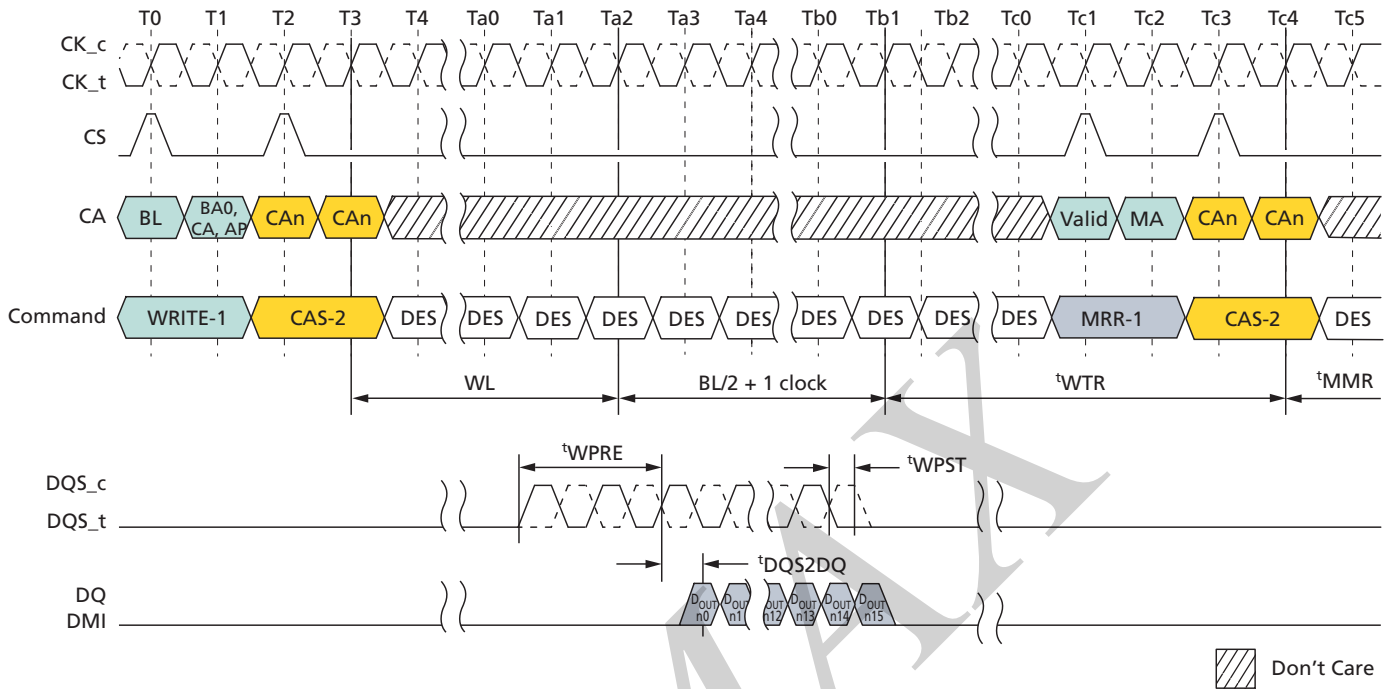 T0 T1 T2 T3 T4 Ta0 Ta1 Ta2 Ta3 Ta4 Tb0 Tb1 Tb2 Tc0 Tc1 Tc2 Tc3 Tc4 Tc5
CK_c
CK_t
CS
CA BL BA0, CA, AP CAn CAn Valid MA CAn CAn
Command WRITE-1 CAS-2 DES DES DES DES DES DES DES DES DES DES MRR-1 CAS-2 DES
WL BL/2 + 1 clock tWTR tMMR
tWPRE tWPST
DQS_c
DQS_t
tDQS2DQ
DQ
DMI
DOUT n0 DOUT n1 DOUT n12 DOUT n13 DOUT n14 DOUT n15
Don't Care